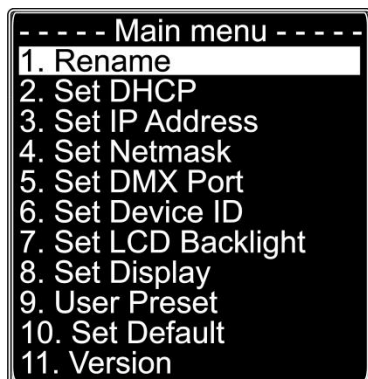 - - - - - Main menu - - - - -
1. Rename
2. Set DHCP
3. Set IP Address
4. Set Netmask
5. Set DMX Port
6. Set Device ID
7. Set LCD Backlight
8. Set Display
9. User Preset
10. Set Default
11. Version